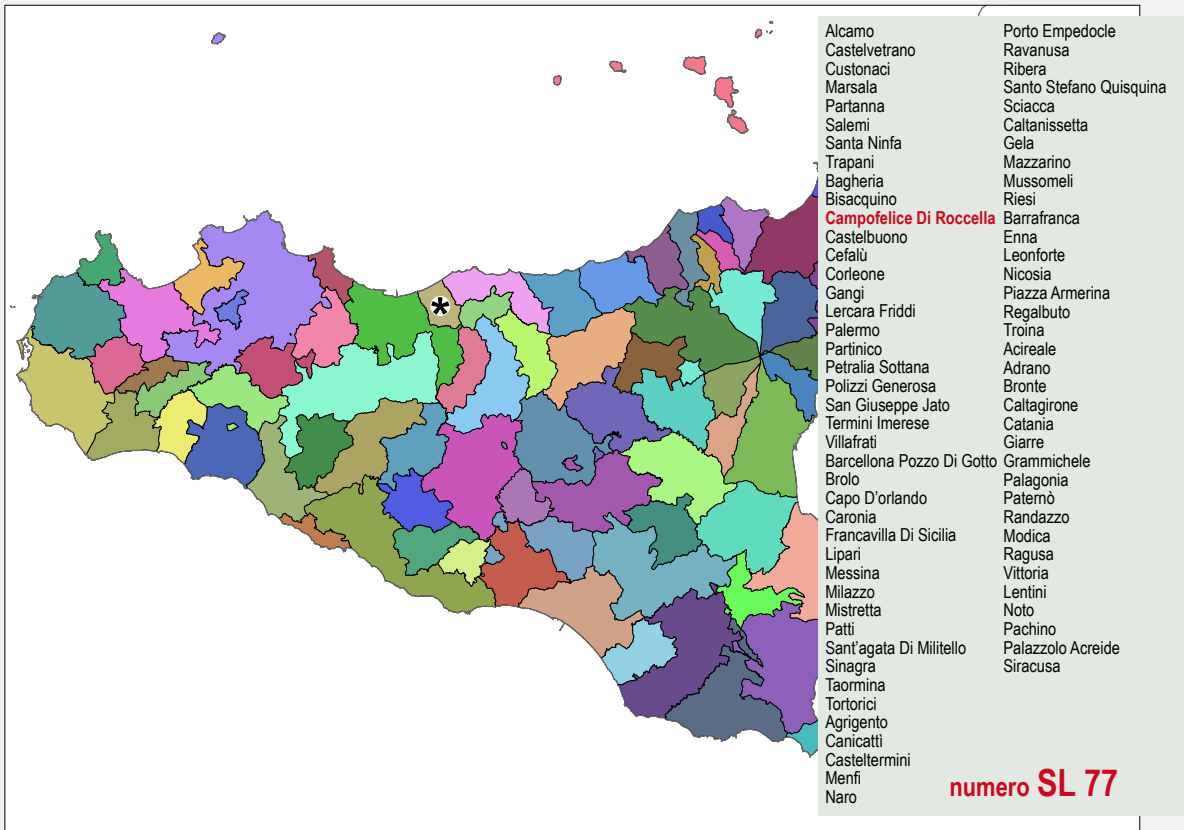 Alcamo
Castelvetrano
Custonaci
Marsala
Partanna
Salemi
Santa Ninfa
Trapani
Bagheria
Bisacquino
Campofelice Di Roccella
Castelbuono
Cefalù
Corleone
Gangi
Lercara Friddi
Palermo
Partinico
Petralia Sottana
Polizzi Generosa
San Giuseppe Jato
Termini Imerese
Villafrati
Barcellona Pozzo Di Gotto
Brolo
Capo D'orlando
Caronia
Francavilla Di Sicilia
Lipari
Messina
Milazzo
Mistretta
Patti
Sant'agata Di Militello
Sinagra
Taormina
Tortorici
Agrigento
Canicattì
Casteltermini
Menfi
Naro
Porto Empedocle
Ravanusa
Ribera
Santo Stefano Quisquina
Sciacca
Caltanissetta
Gela
Mazzarino
Mussomeli
Riesi
Barrafranca
Enna
Leonforte
Nicosia
Piazza Armerina
Regalbuto
Troina
Acireale
Adrano
Bronte
Caltagirone
Catania
Giarre
Grammichele
Palagonia
Paternò
Randazzo
Modica
Ragusa
Vittoria
Lentini
Noto
Pachino
Palazzolo Acreide
Siracusa
numero SL 77
*